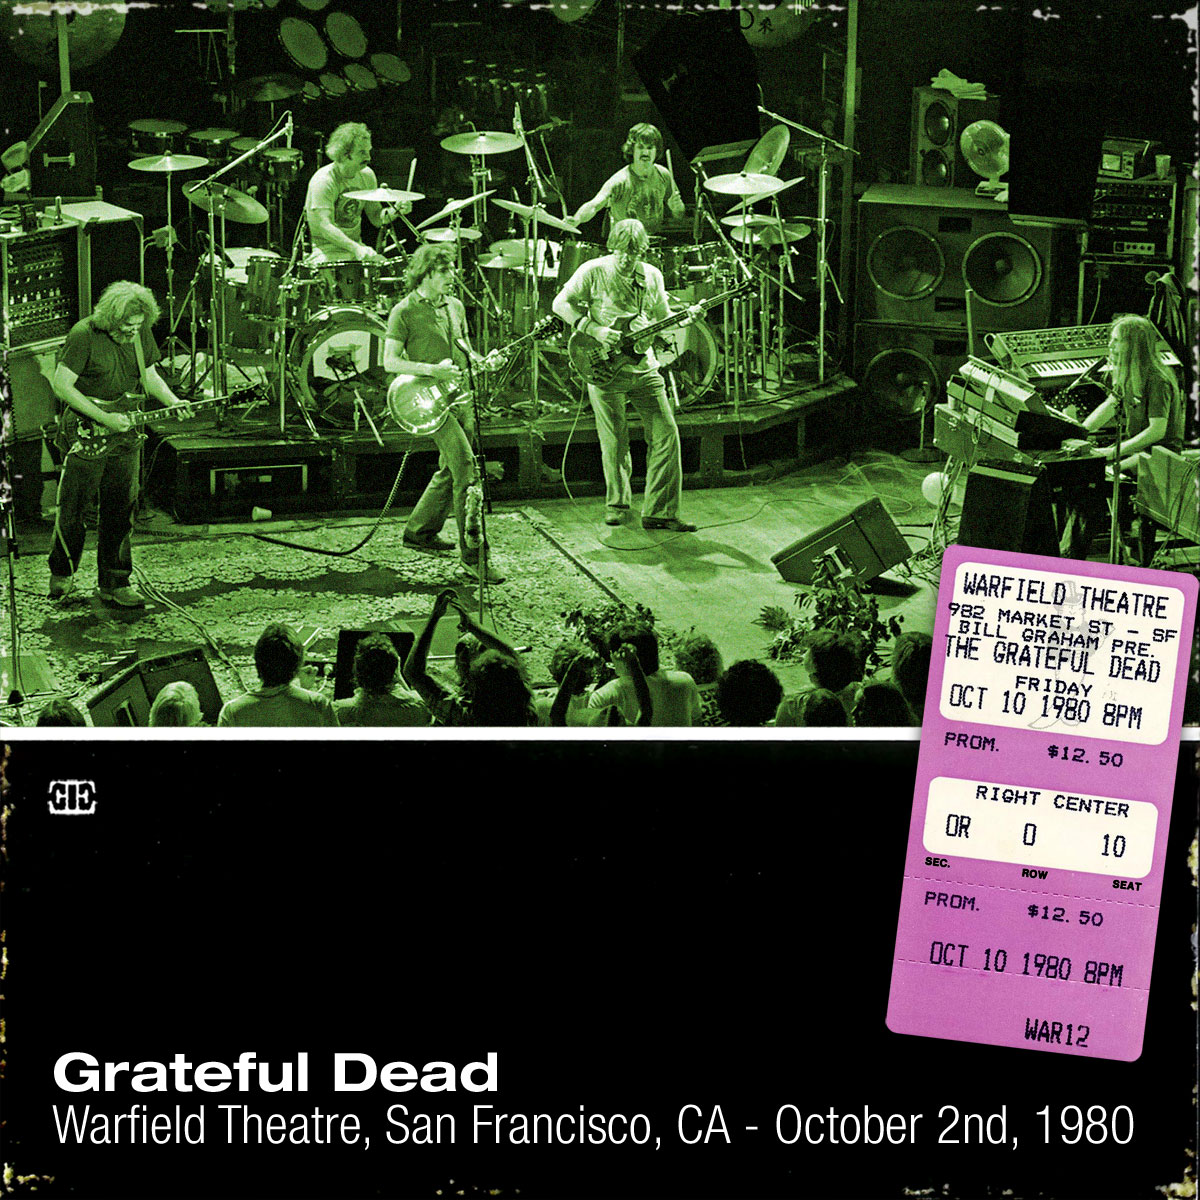 WARFIELD THEATRE
982 MARKET ST - SF
BILL GRAHAM PRE.
THE GRATEFUL DEAD
FRIDAY
OCT 10 1980 8PM
PROM. $12.50
RIGHT CENTER
OR O 10
SEC. ROW SEAT
PROM. $12.50
OCT 10 1980 8PM
WAR12
Grateful Dead
Warfield Theatre, San Francisco, CA - October 2nd, 1980